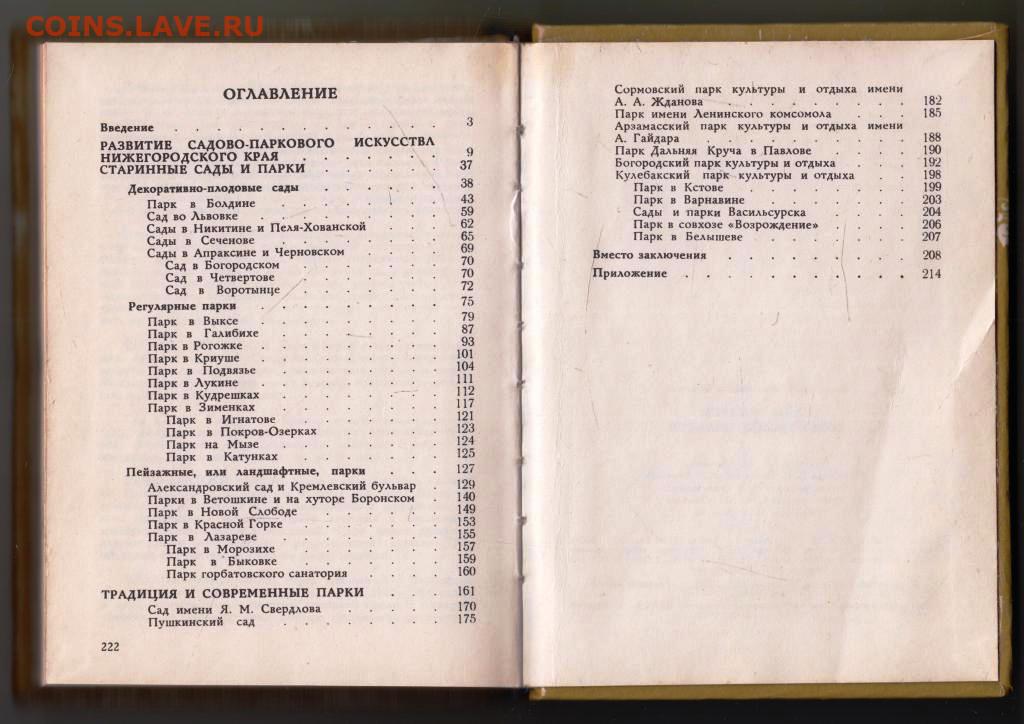 COINS.LAVE.RU
ОГЛАВЛЕНИЕ
Введение . . . . . . . . . . . 3
РАЗВИТИЕ САДОВО-ПАРКОВОГО ИСКУССТВА
НИЖЕГОРОДСКОГО КРАЯ . . . . . . 9
СТАРИННЫЕ САДЫ И ПАРКИ . . . . . 37
Декоративно-плодовые сады . . . . . 38
Парк в Болдине . . . . . . . 43
Сад во Львовке . . . . . . . 59
Сады в Никитине и Пеля-Хованской . . . 62
Сады в Сеченове . . . . . . . 65
Сады в Апраксине и Черновском . . . . 69
Сад в Богородском . . . . . . 70
Сад в Четвертове . . . . . . 70
Сад в Воротынце . . . . . . 72
Регулярные парки . . . . . . . 75
Парк в Выксе . . . . . . . 79
Парк в Галибихе . . . . . . . 87
Парк в Рогожке . . . . . . . 93
Парк в Криуше . . . . . . . 101
Парк в Подвязье . . . . . . . 104
Парк в Лукине . . . . . . . 111
Парк в Кудрешках . . . . . . . 112
Парк в Зименках . . . . . . . 117
Парк в Игнатове . . . . . . 121
Парк в Покров-Озерках . . . . . 123
Парк на Мызе . . . . . . 124
Парк в Катунках . . . . . . 125
Пейзажные, или ландшафтные, парки . . . 127
Александровский сад и Кремлевский бульвар . 129
Парки в Ветошкине и на хуторе Боронском . 140
Парк в Новой Слободе . . . . . 149
Парк в Красной Горке . . . . . . 153
Парк в Лазареве . . . . . . . 155
Парк в Морозихе . . . . . . 157
Парк в Быковке . . . . . . 159
Парк горбатовского санатория . . . . 160
ТРАДИЦИЯ И СОВРЕМЕННЫЕ ПАРКИ . . . 161
Сад имени Я. М. Свердлова . . . . . 170
Пушкинский сад . . . . . . . 175
222
Сормовский парк культуры и отдыха имени
А. А. Жданова . . . . . . . . 182
Парк имени Ленинского комсомола . . . 185
Арзамасский парк культуры и отдыха имени
А. Гайдара . . . . . . . . . 188
Парк Дальняя Круча в Павлове . . . . 190
Богородский парк культуры и отдыха . . . 192
Кулебакский парк культуры и отдыха . . 198
Парк в Кстове . . . . . . . 199
Парк в Варнавине . . . . . . 203
Сады и парки Васильсурска . . . . 204
Парк в совхозе «Возрождение» . . . . 206
Парк в Белышеве . . . . . . 207
Вместо заключения . . . . . . . . 208
Приложение . . . . . . . . . . 214